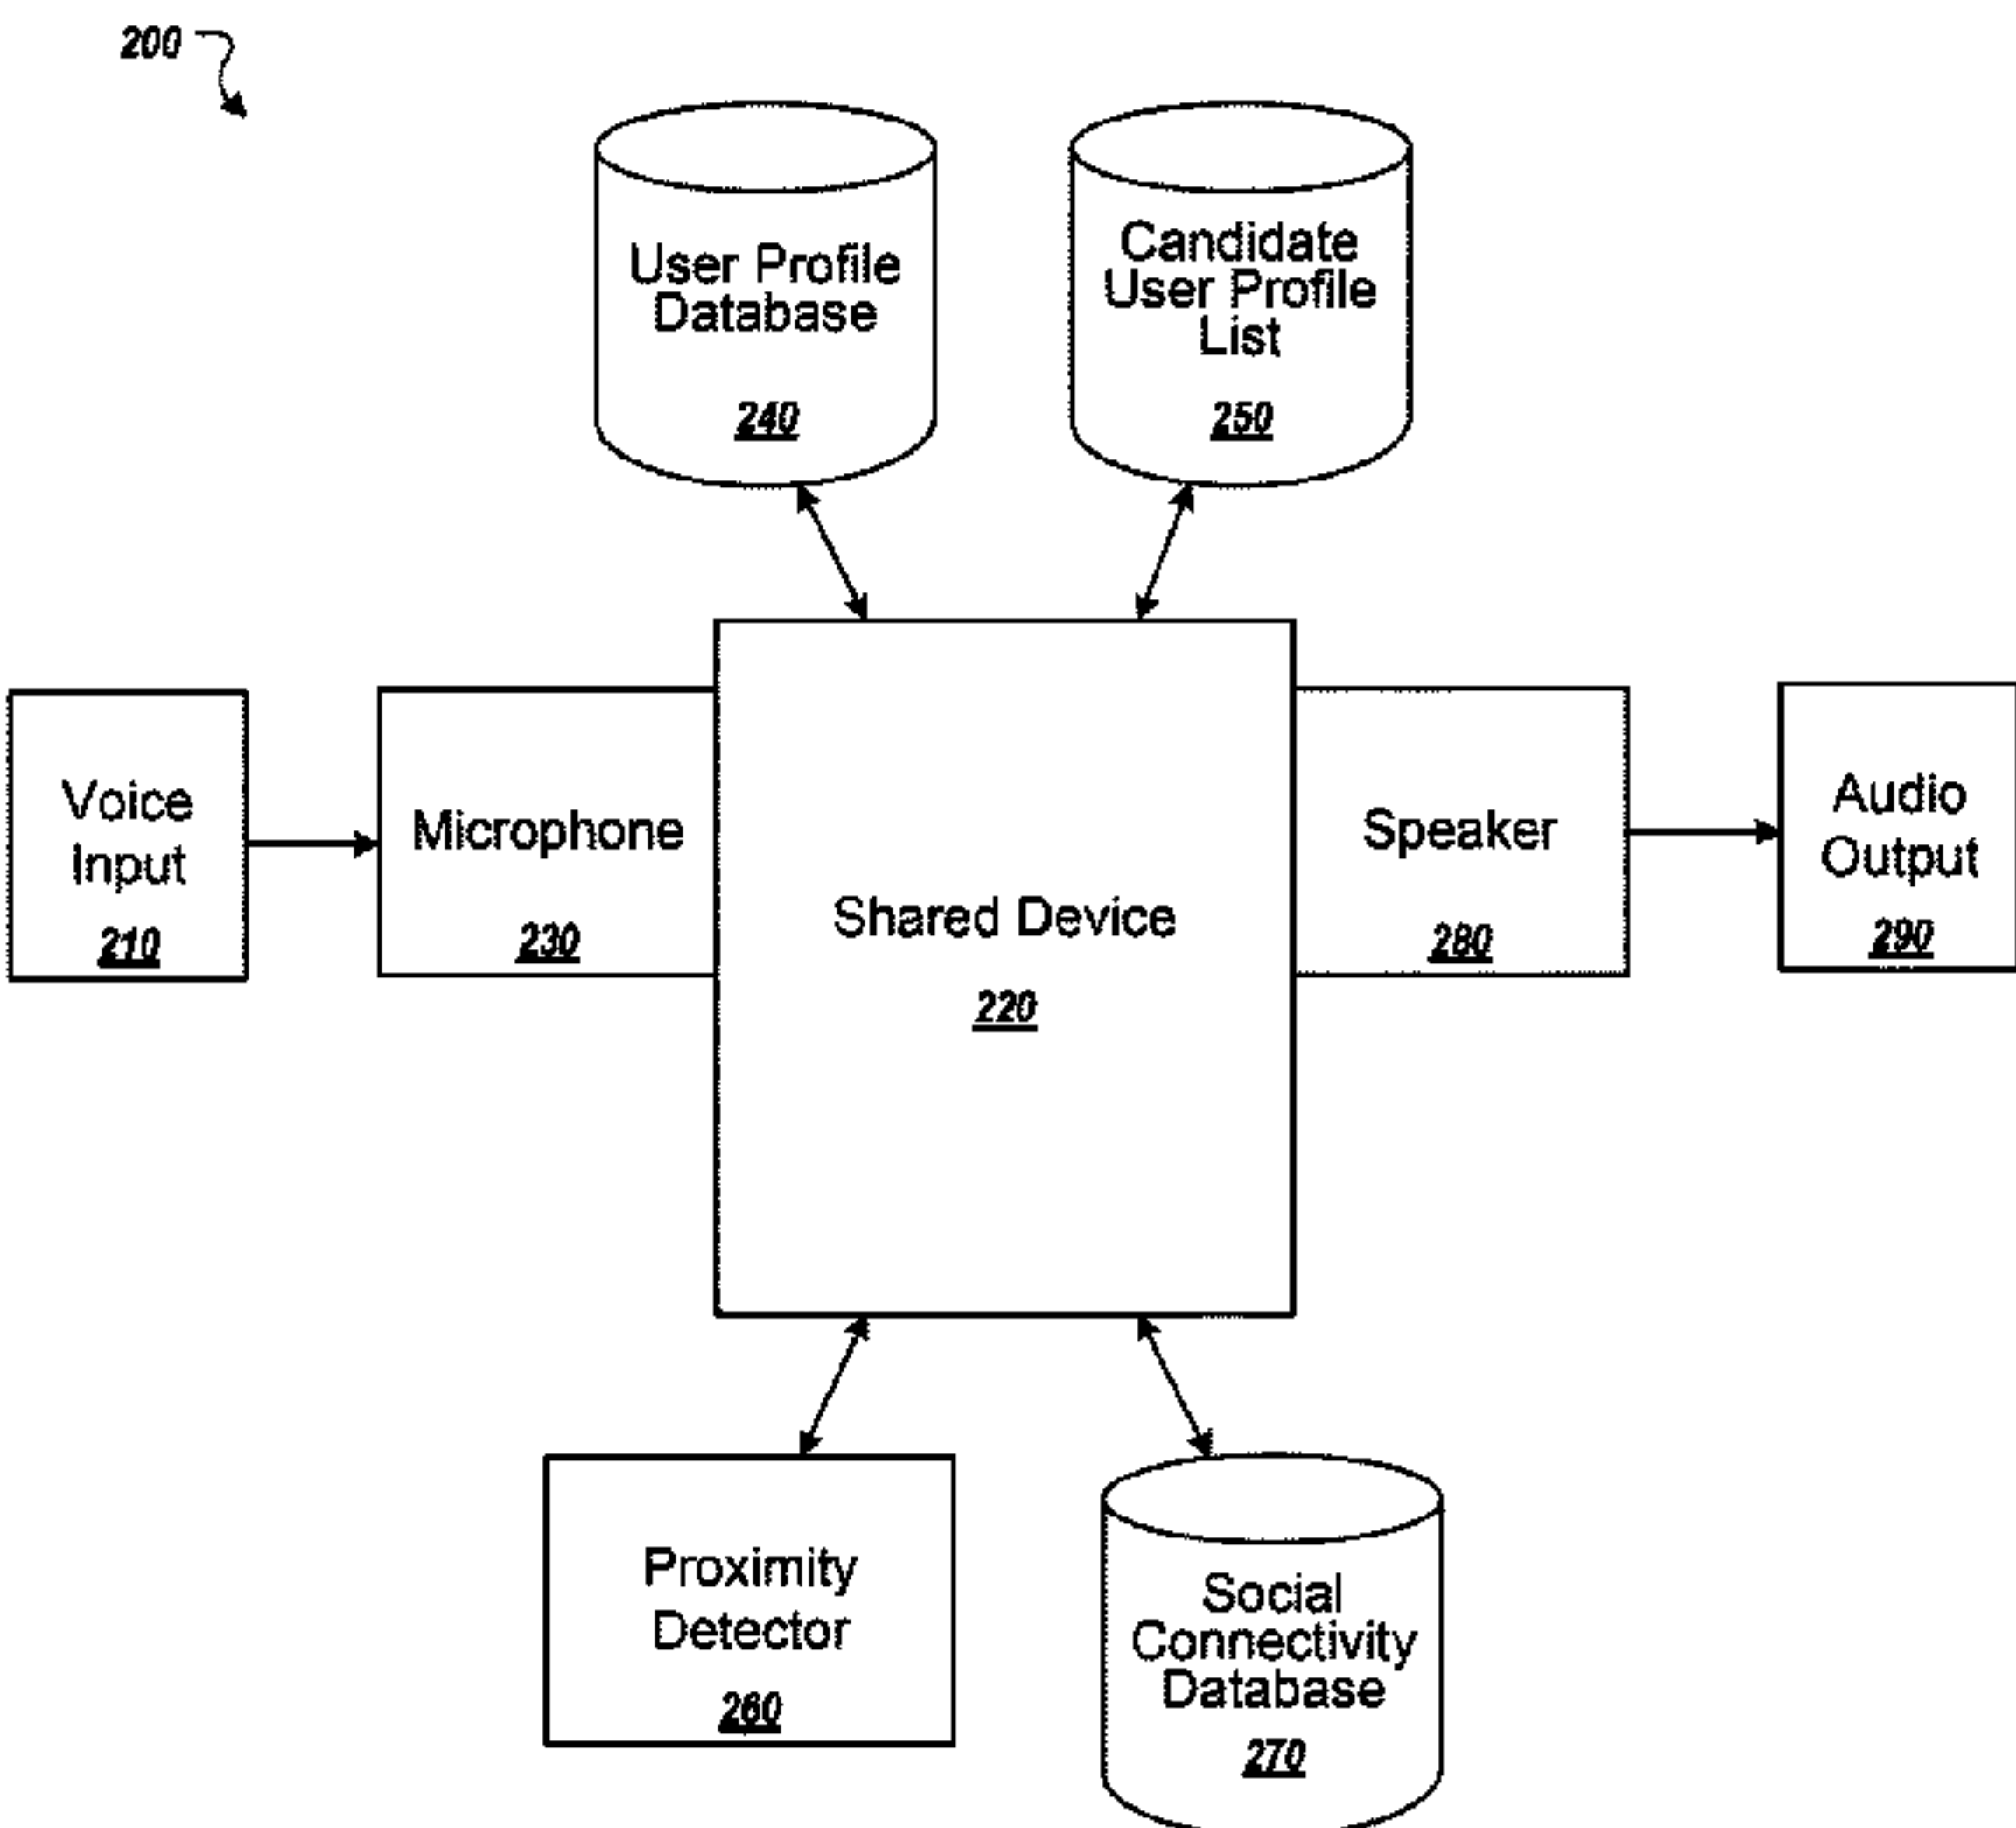 200
User Profile
Database
240
Candidate
User Profile
List
250
Voice
Input
210
Microphone
230
Shared Device
220
Speaker
280
Audio
Output
290
Proximity
Detector
260
Social
Connectivity
Database
270